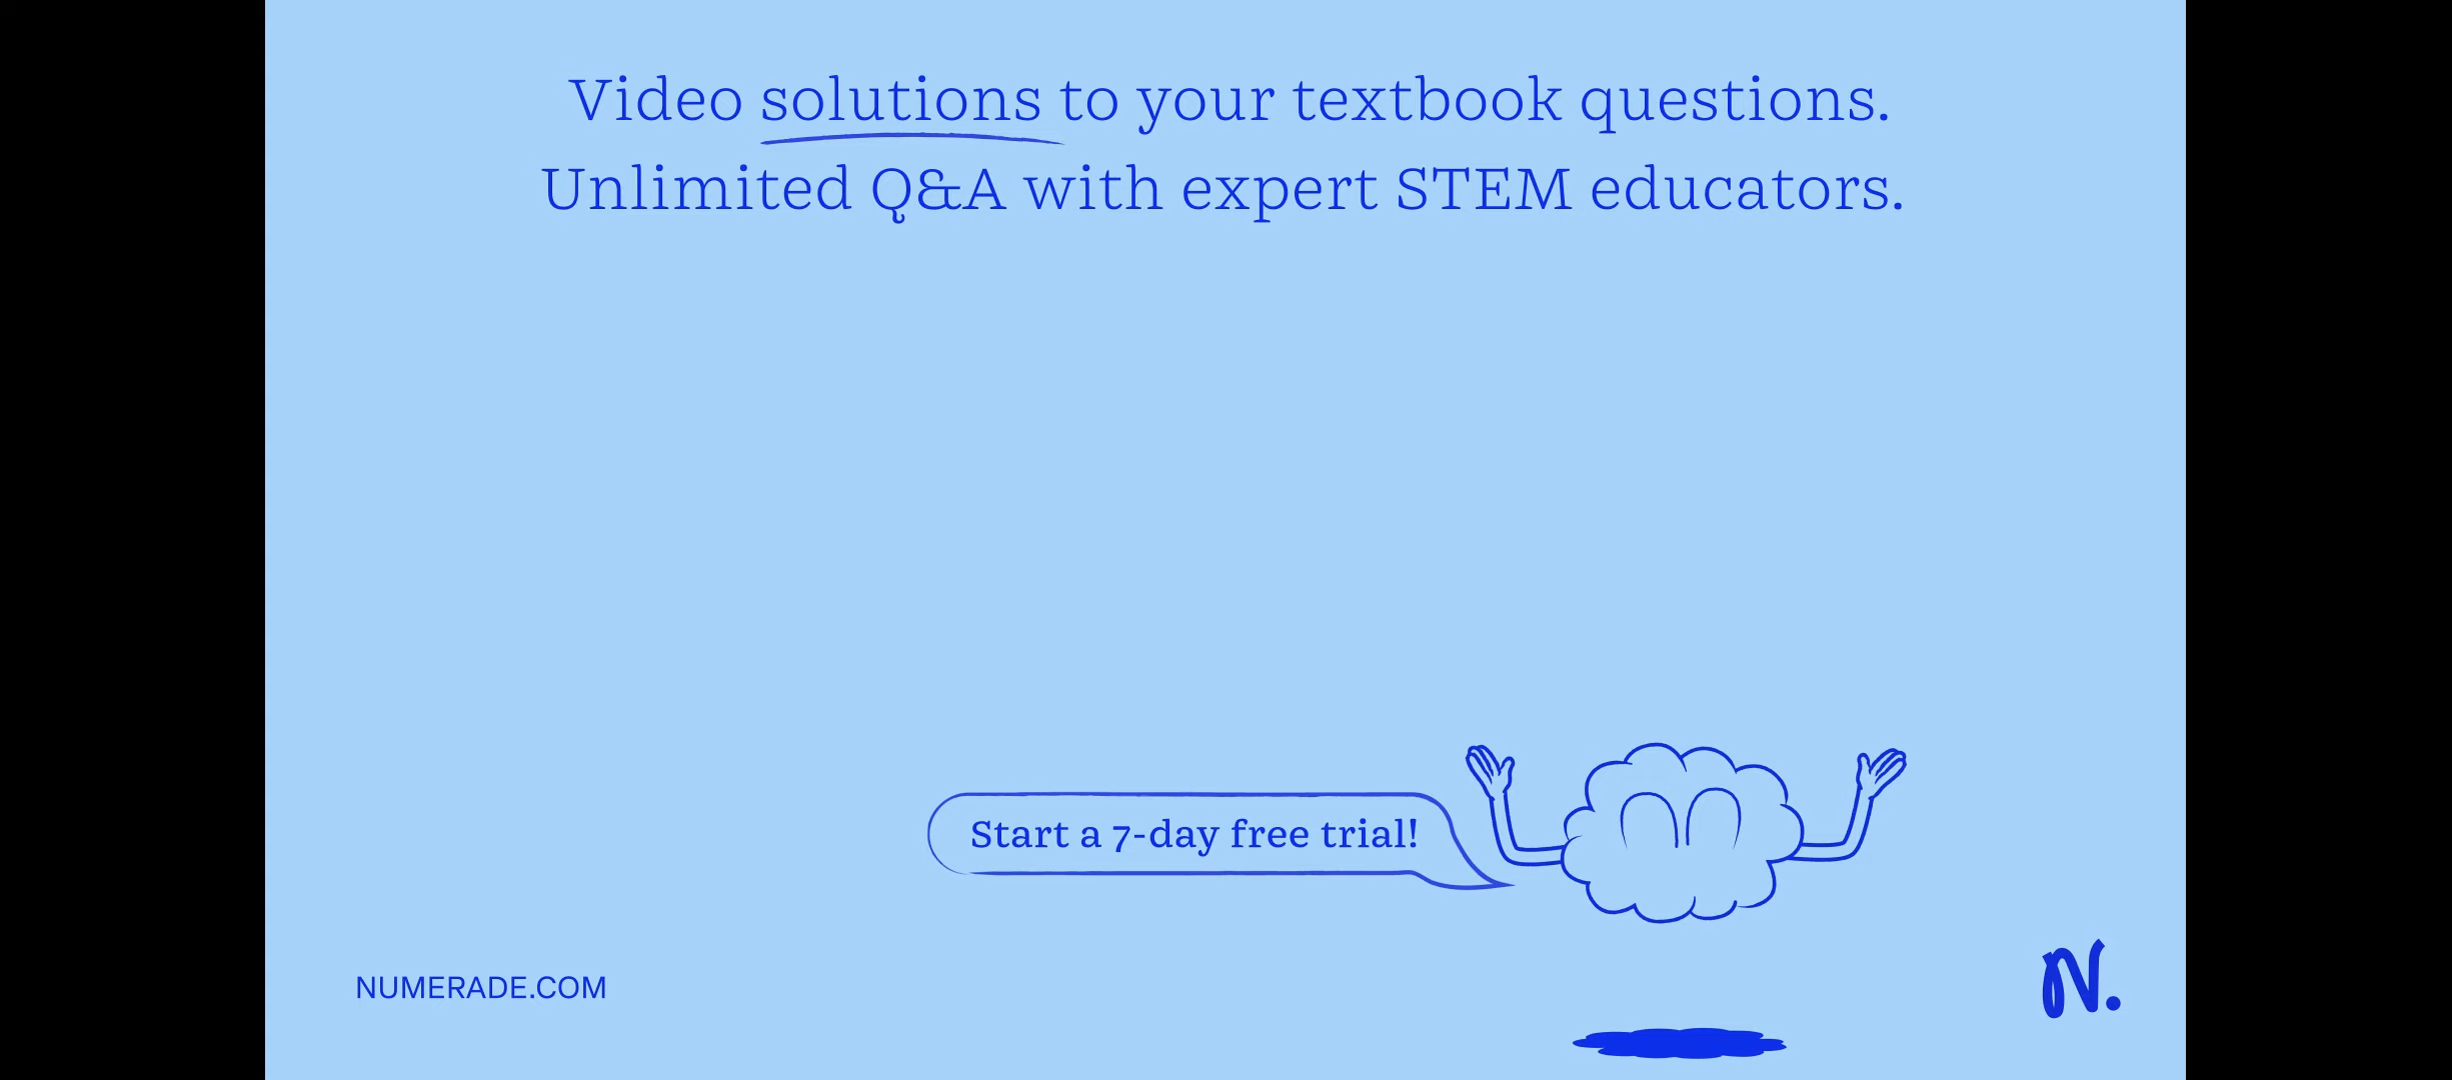 Video solutions to your textbook questions.
Unlimited Q&A with expert STEM educators.
Start a 7-day free trial!
NUMERADE.COM
N.